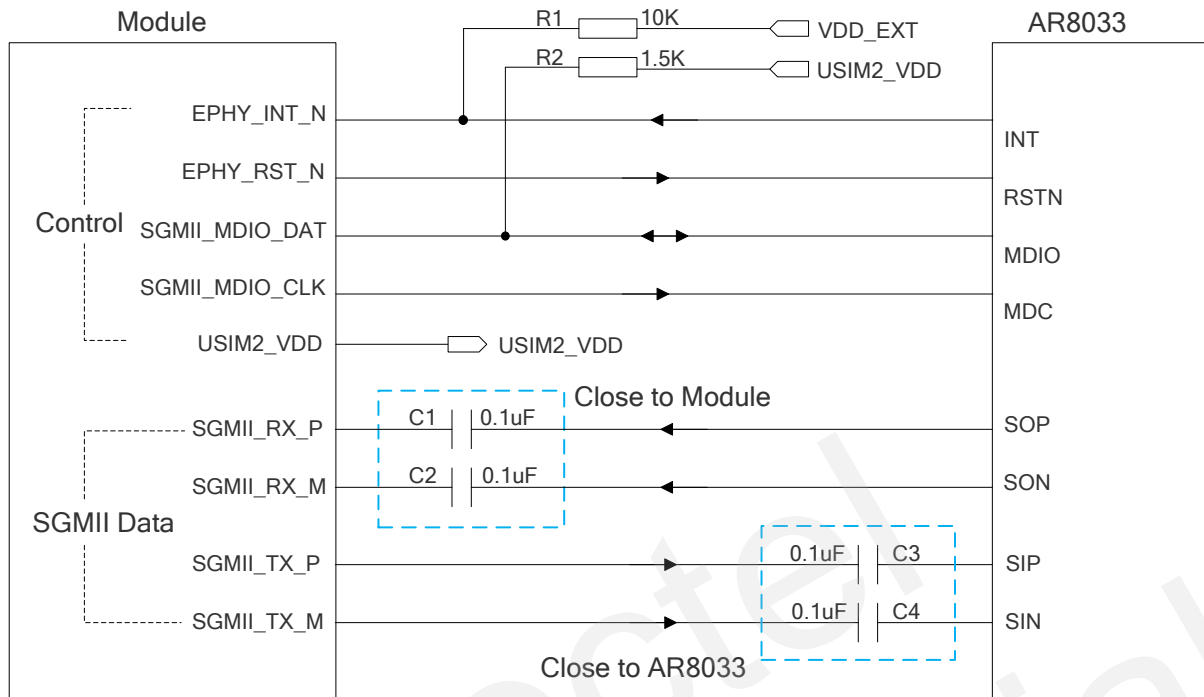 Module
R1 10K VDD_EXT
AR8033
R2 1.5K USIM2_VDD
EPHY_INT_N INT
EPHY_RST_N RSTN
Control
SGMII_MDIO_DAT MDIO
SGMII_MDIO_CLK MDC
USIM2_VDD USIM2_VDD
Close to Module
SGMII_RX_P C1 0.1uF SOP
SGMII_RX_M C2 0.1uF SON
SGMII Data
SGMII_TX_P 0.1uF C3 SIP
SGMII_TX_M 0.1uF C4 SIN
Close to AR8033